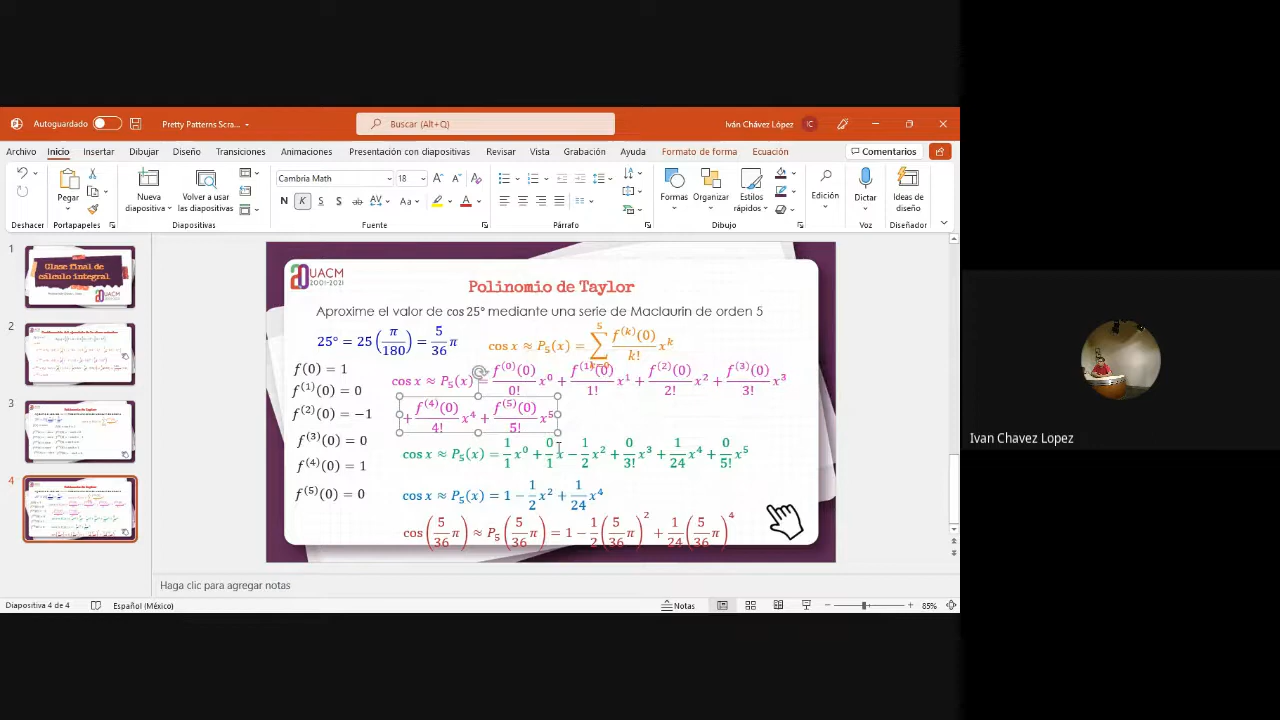 Autoguardado Pretty Patterns Scra... Buscar (Alt+Q) Iván Chávez López IC
Archivo Inicio Insertar Dibujar Diseño Transiciones Animaciones Presentación con diapositivas Revisar Vista Grabación Ayuda Formato de forma Ecuación Comentarios
Cambria Math 18
Pegar Nueva diapositiva Volver a usar las diapositivas N K S S ab AV Aa A Formas Organizar Estilos rápidos Edición Dictar Ideas de diseño
Deshacer Portapapeles Diapositivas Fuente Párrafo Dibujo Voz Diseñador
1
Clase final de
cálculo integral
2
3
4
UACM
2001-2021
Polinomio de Taylor
Aproxime el valor de cos 25° mediante una serie de Maclaurin de orden 5
25° = 25 (π/180) = 5/36 π
cos x ≈ P₅(x) = ∑ f^(k)(0)/k! x^k
f(0) = 1
f^(1)(0) = 0
f^(2)(0) = −1
f^(3)(0) = 0
f^(4)(0) = 1
f^(5)(0) = 0
cos x ≈ P₅(x) = f^(0)(0)/0! x⁰ + f^(1)(0)/1! x¹ + f^(2)(0)/2! x² + f^(3)(0)/3! x³
+ f^(4)(0)/4! x⁴ + f^(5)(0)/5! x⁵
cos x ≈ P₅(x) = 1/1 x⁰ + 0/1 x − 1/2 x² + 0/3! x³ + 1/24 x⁴ + 0/5! x⁵
cos x ≈ P₅(x) = 1 − 1/2 x² + 1/24 x⁴
cos(5/36 π) ≈ P₅(5/36 π) = 1 − 1/2 (5/36 π)² + 1/24 (5/36 π)⁴
Haga clic para agregar notas
Diapositiva 4 de 4 Español (México) Notas 85%
Ivan Chavez Lopez